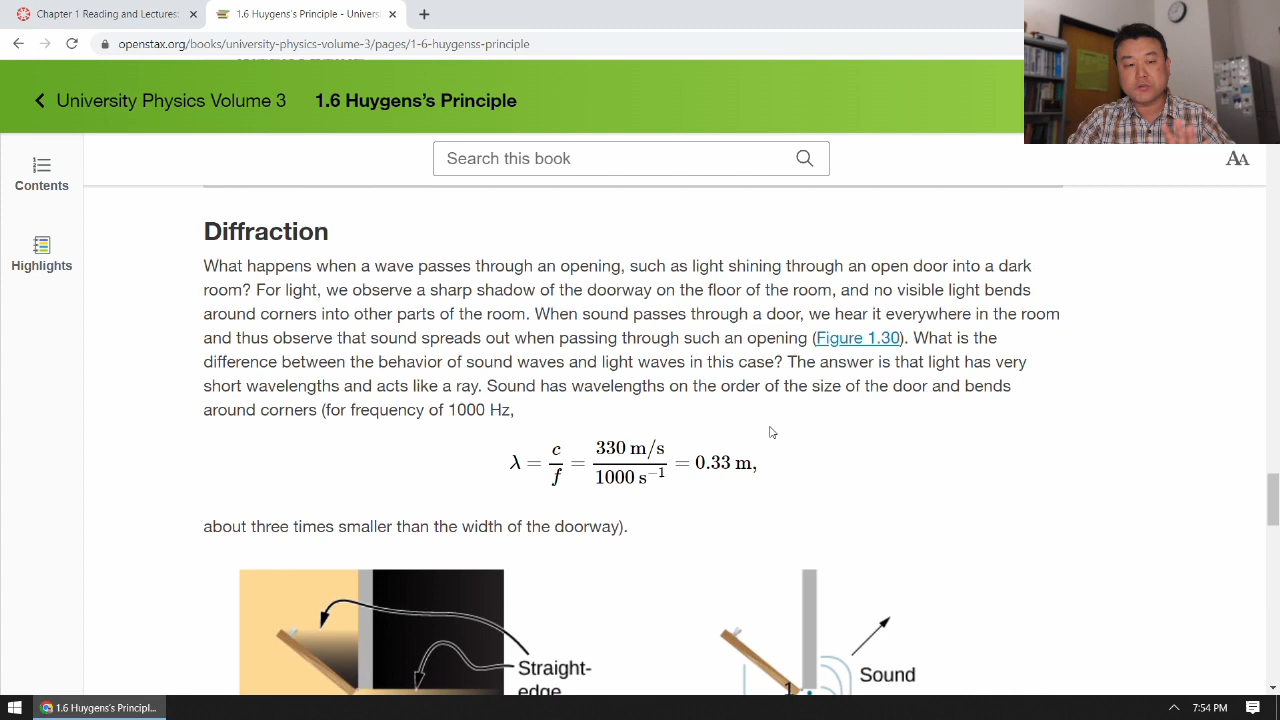 Chapter 1 Reading and Lectures:
1.6 Huygens's Principle - Universi
openstax.org/books/university-physics-volume-3/pages/1-6-huygenss-principle
University Physics Volume 3 1.6 Huygens's Principle
Search this book
AA
Contents
Highlights
Diffraction
What happens when a wave passes through an opening, such as light shining through an open door into a dark
room? For light, we observe a sharp shadow of the doorway on the floor of the room, and no visible light bends
around corners into other parts of the room. When sound passes through a door, we hear it everywhere in the room
and thus observe that sound spreads out when passing through such an opening (Figure 1.30). What is the
difference between the behavior of sound waves and light waves in this case? The answer is that light has very
short wavelengths and acts like a ray. Sound has wavelengths on the order of the size of the door and bends
around corners (for frequency of 1000 Hz,
λ = c/f = 330 m/s / 1000 s⁻¹ = 0.33 m,
about three times smaller than the width of the doorway).
Straight-
edge
Sound
1
1.6 Huygens's Principl...
7:54 PM